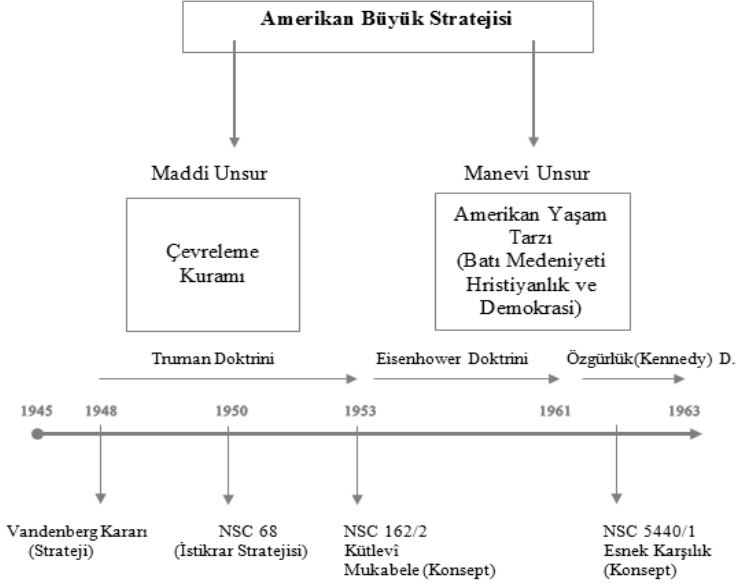 Amerikan Büyük Stratejisi
Maddi Unsur
Manevi Unsur
Çevreleme
Kuramı
Amerikan Yaşam
Tarzı
(Batı Medeniyeti
Hristiyanlık ve
Demokrasi)
Truman Doktrini
Eisenhower Doktrini
Özgürlük(Kennedy) D.
1945
1948
1950
1953
1961
1963
Vandenberg Kararı
(Strateji)
NSC 68
(İstikrar Stratejisi)
NSC 162/2
Kütlevî
Mukabele (Konsept)
NSC 5440/1
Esnek Karşılık
(Konsept)